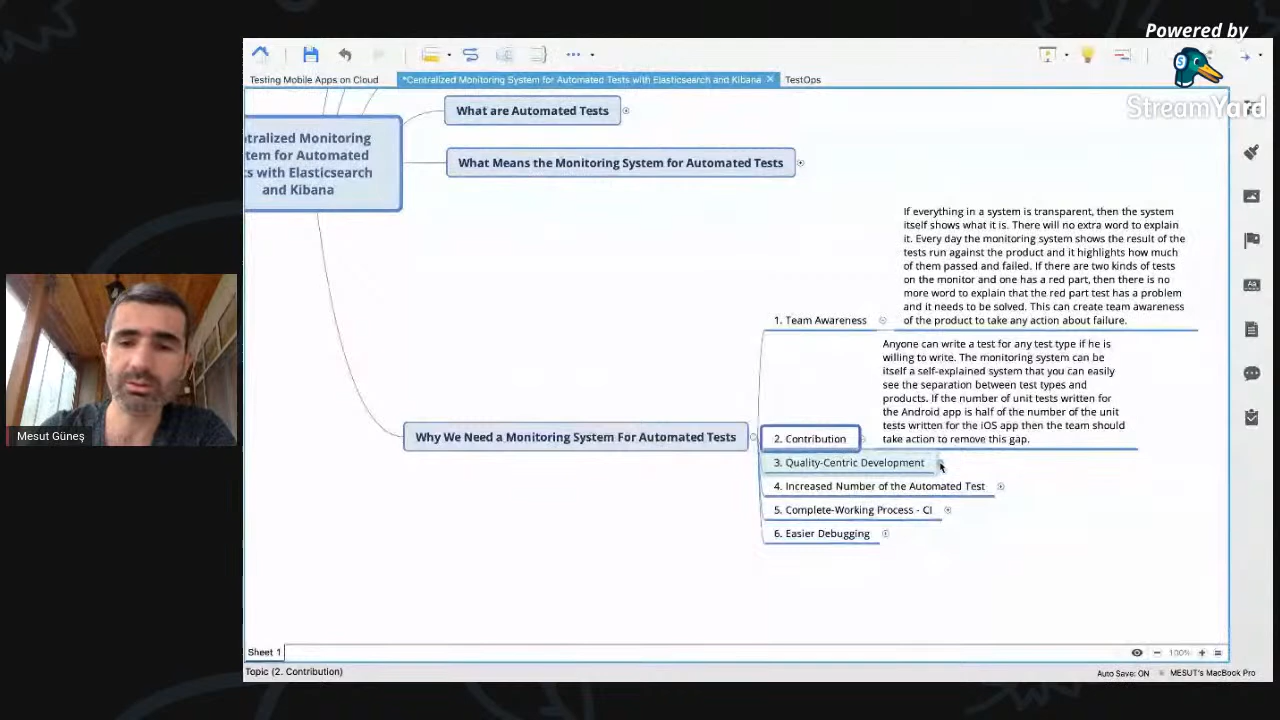 Powered by
StreamYard
Testing Mobile Apps on Cloud
*Centralized Monitoring System for Automated Tests with Elasticsearch and Kibana
TestOps
ntralized Monitoring
tem for Automated
ts with Elasticsearch
and Kibana
What are Automated Tests
What Means the Monitoring System for Automated Tests
If everything in a system is transparent, then the system
itself shows what it is. There will no extra word to explain
it. Every day the monitoring system shows the result of the
tests run against the product and it highlights how much
of them passed and failed. If there are two kinds of tests
on the monitor and one has a red part, then there is no
more word to explain that the red part test has a problem
and it needs to be solved. This can create team awareness
of the product to take any action about failure.
1. Team Awareness
Anyone can write a test for any test type if he is
willing to write. The monitoring system can be
itself a self-explained system that you can easily
see the separation between test types and
products. If the number of unit tests written for
the Android app is half of the number of the unit
tests written for the iOS app then the team should
take action to remove this gap.
Why We Need a Monitoring System For Automated Tests
2. Contribution
3. Quality-Centric Development
4. Increased Number of the Automated Test
5. Complete-Working Process - CI
6. Easier Debugging
Mesut Güneş
Sheet 1
100%
Topic (2. Contribution)
Auto Save: ON
MESUT's MacBook Pro